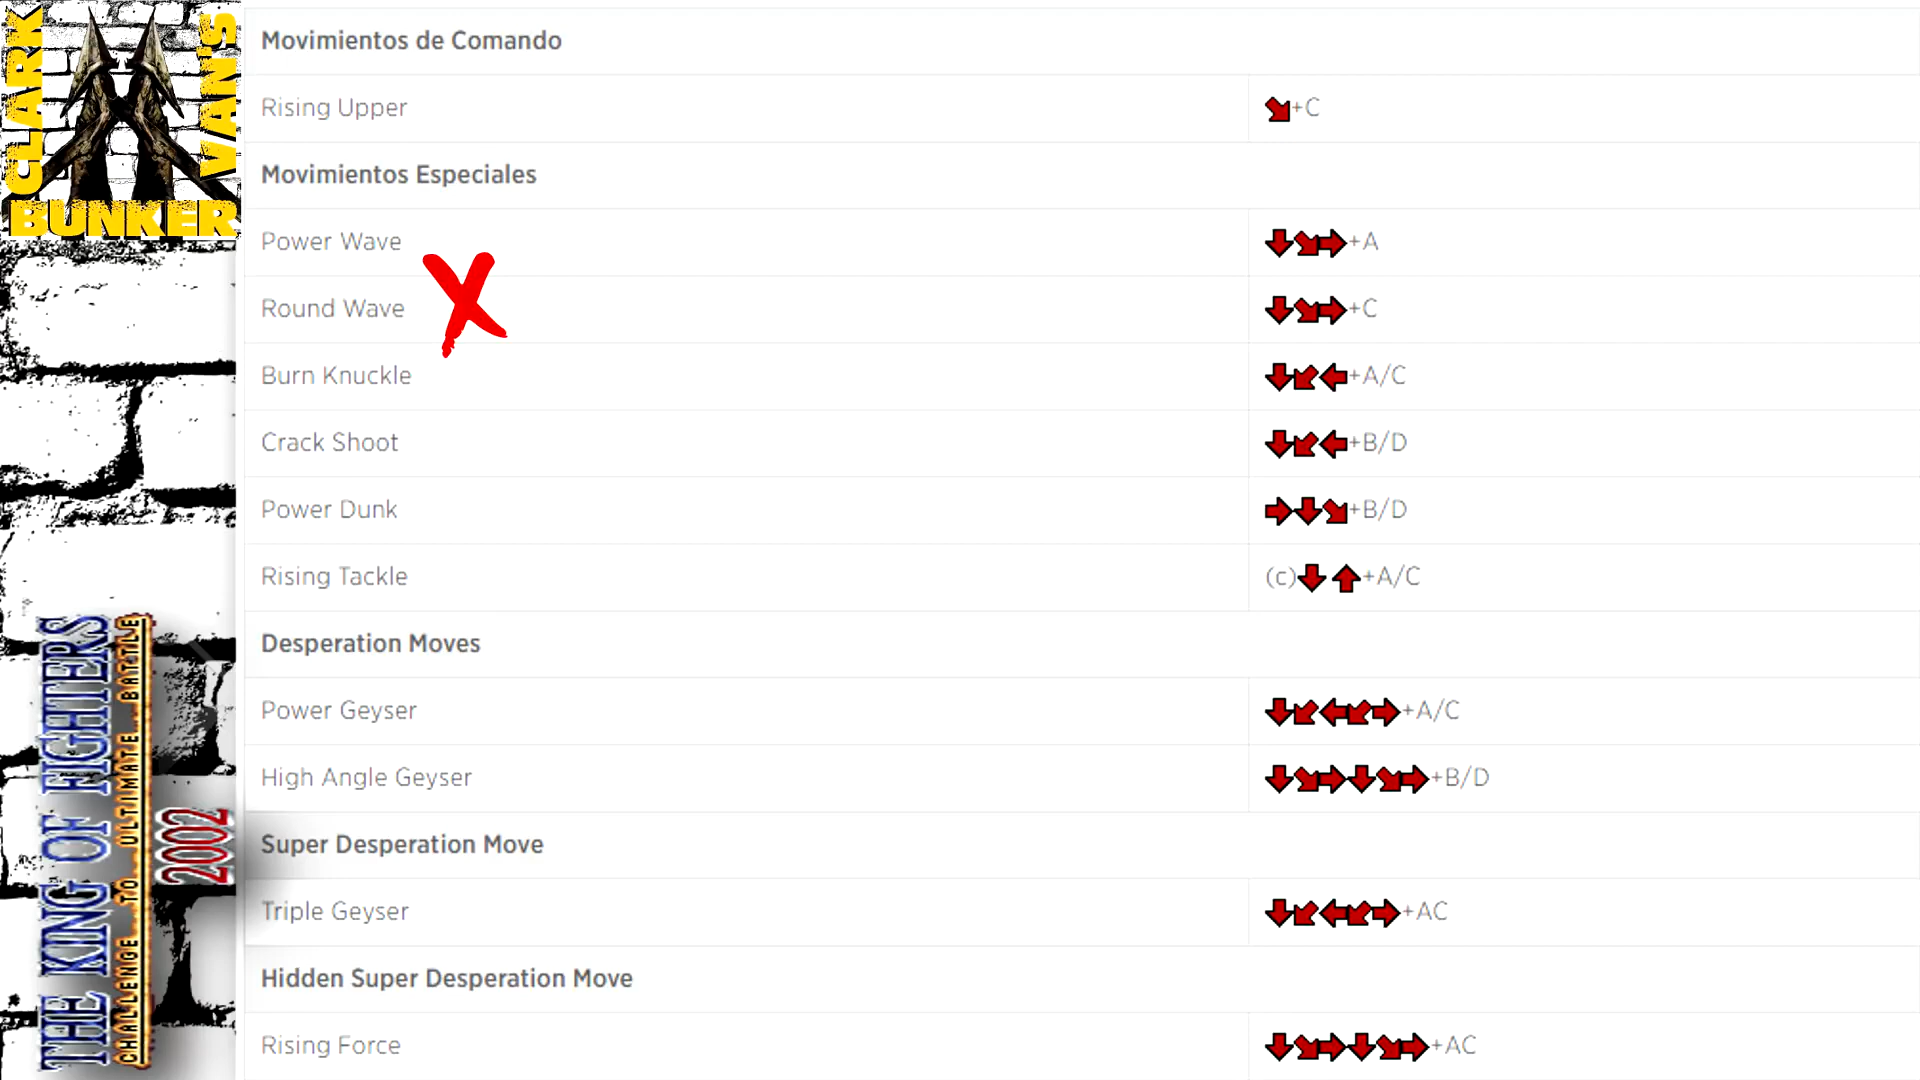 CLARK
VAN'S
BUNKER
Movimientos de Comando
Rising Upper
↘+C
Movimientos Especiales
Power Wave
↓↘→+A
Round Wave
↓↘→+C
Burn Knuckle
↓↙←+A/C
Crack Shoot
↓↙←+B/D
Power Dunk
→↓↘+B/D
Rising Tackle
(c)↓↑+A/C
Desperation Moves
Power Geyser
↓↙←↙→+A/C
High Angle Geyser
↓↘→↓↘→+B/D
Super Desperation Move
Triple Geyser
↓↙←↙→+AC
Hidden Super Desperation Move
Rising Force
↓↘→↓↘→+AC
THE KING OF FIGHTERS
CHALLENGE TO ULTIMATE BATTLE
2002